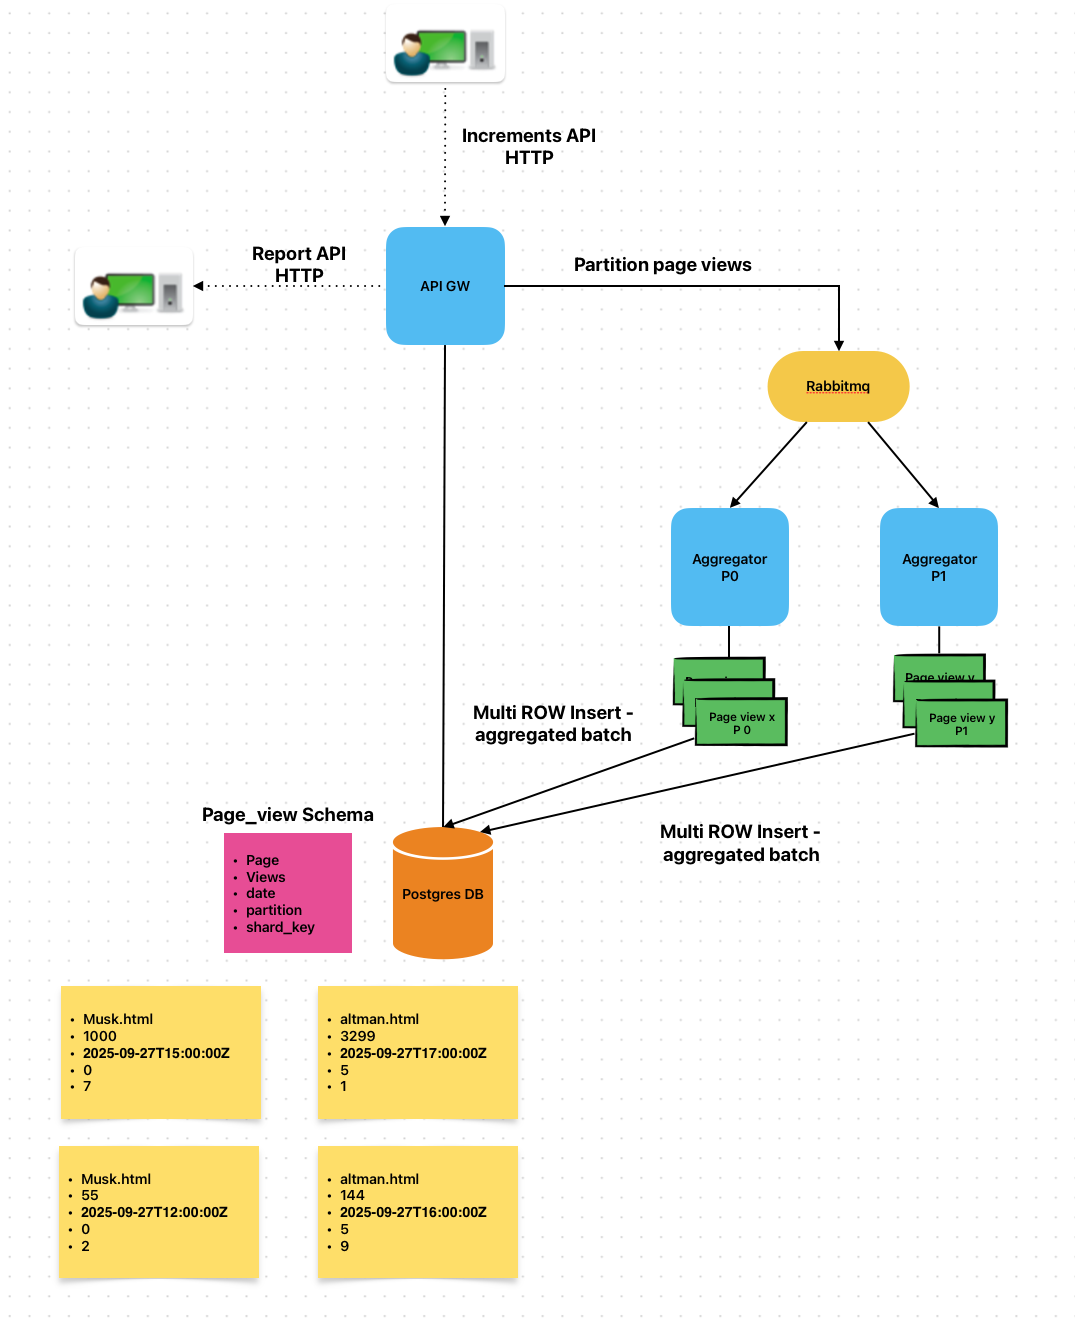 Increments API
HTTP
Report API
HTTP
API GW
Partition page views
Rabbitmq
Aggregator
P0
Aggregator
P1
Page view y
Page view x
P 0
Page view y
P1
Multi ROW Insert -
aggregated batch
Multi ROW Insert -
aggregated batch
Page_view Schema
• Page
• Views
• date
• partition
• shard_key
Postgres DB
• Musk.html
• 1000
• 2025-09-27T15:00:00Z
• 0
• 7
• altman.html
• 3299
• 2025-09-27T17:00:00Z
• 5
• 1
• Musk.html
• 55
• 2025-09-27T12:00:00Z
• 0
• 2
• altman.html
• 144
• 2025-09-27T16:00:00Z
• 5
• 9